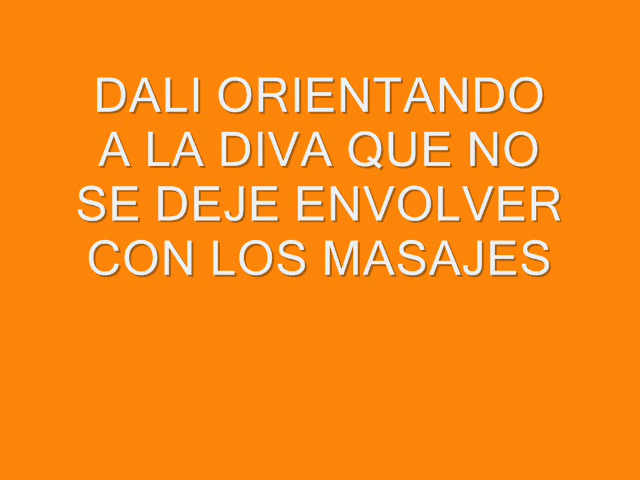 DALI ORIENTANDO
A LA DIVA QUE NO
SE DEJE ENVOLVER
CON LOS MASAJES